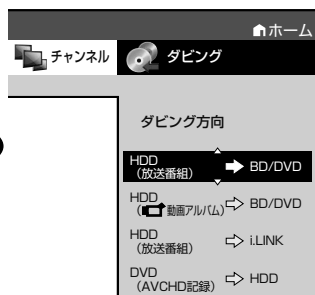 ホーム
チャンネル
ダビング
ダビング方向
HDD
(放送番組)
BD/DVD
HDD
(動画アルバム)
BD/DVD
HDD
(放送番組)
i.LINK
DVD
(AVCHD記録)
HDD